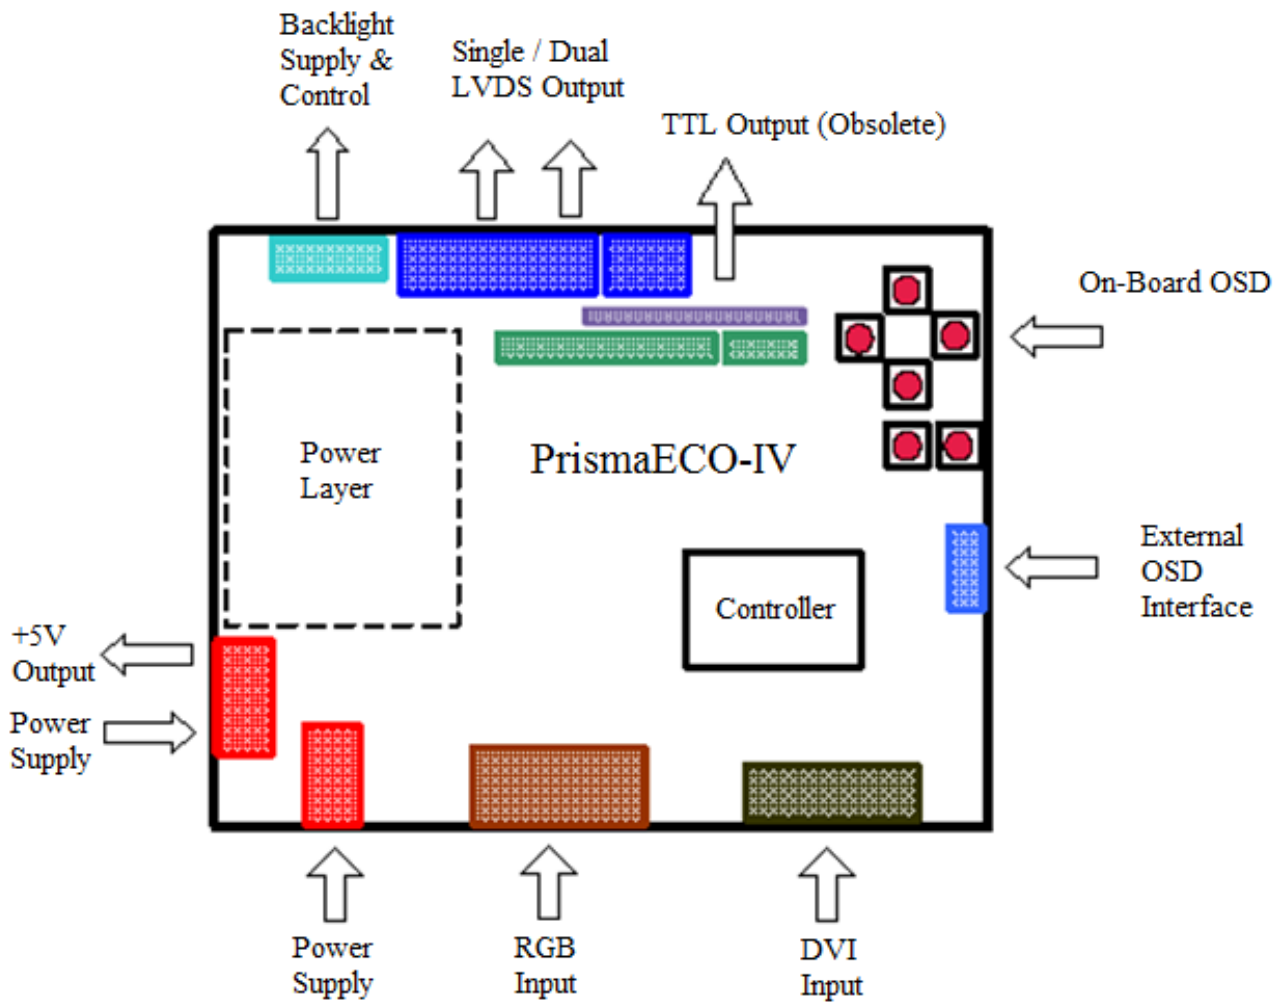 Backlight
Supply &
Control
Single / Dual
LVDS Output
TTL Output (Obsolete)
On-Board OSD
Power
Layer
PrismaECO-IV
External
OSD
Interface
Controller
+5V
Output
Power
Supply
Power
Supply
RGB
Input
DVI
Input